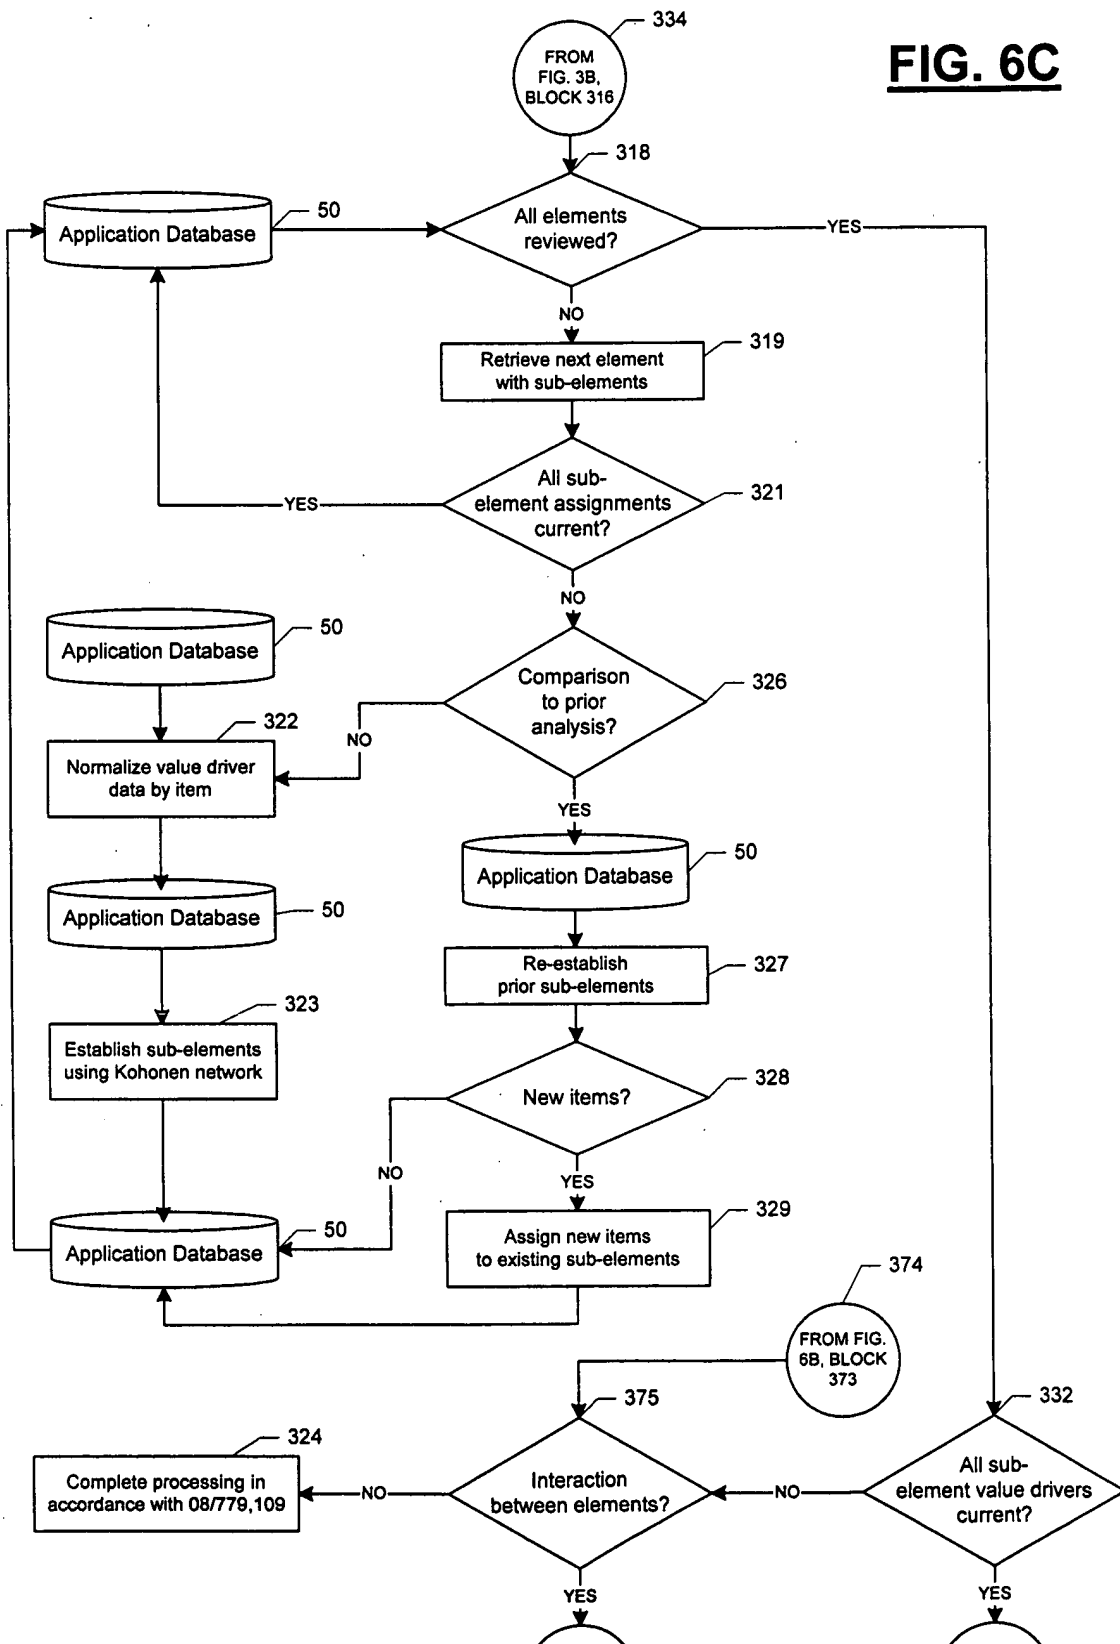 334
FROM
FIG. 3B,
BLOCK 316
FIG. 6C
318
All elements
reviewed?
50
Application Database
YES
NO
319
Retrieve next element
with sub-elements
All sub-
element assignments
current?
321
YES
NO
50
Application Database
Comparison
to prior
analysis?
326
322
NO
Normalize value driver
data by item
YES
50
Application Database
50
Application Database
Re-establish
prior sub-elements
327
323
Establish sub-elements
using Kohonen network
New items?
328
NO
YES
50
Application Database
329
Assign new items
to existing sub-elements
374
FROM FIG.
6B, BLOCK
373
375
332
324
Complete processing in
accordance with 08/779,109
NO
Interaction
between elements?
NO
All sub-
element value drivers
current?
YES
YES